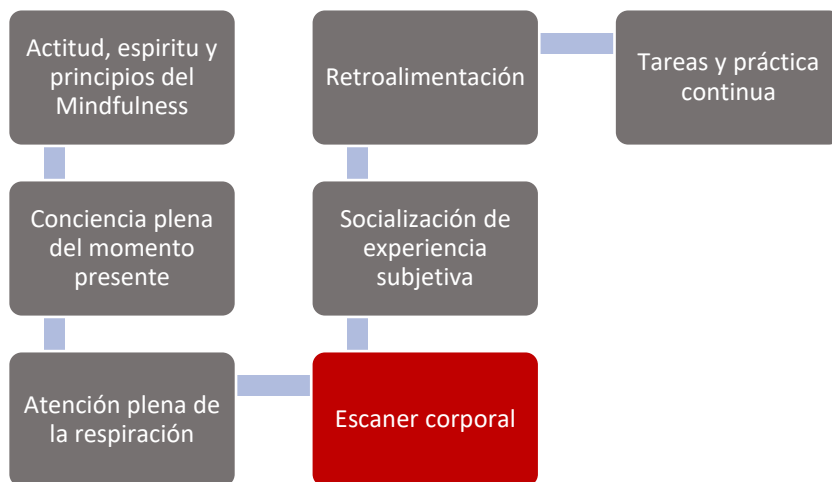 Actitud, espiritu y
principios del
Mindfulness
Conciencia plena
del momento
presente
Atención plena de
la respiración
Escaner corporal
Socialización de
experiencia
subjetiva
Retroalimentación
Tareas y práctica
continua